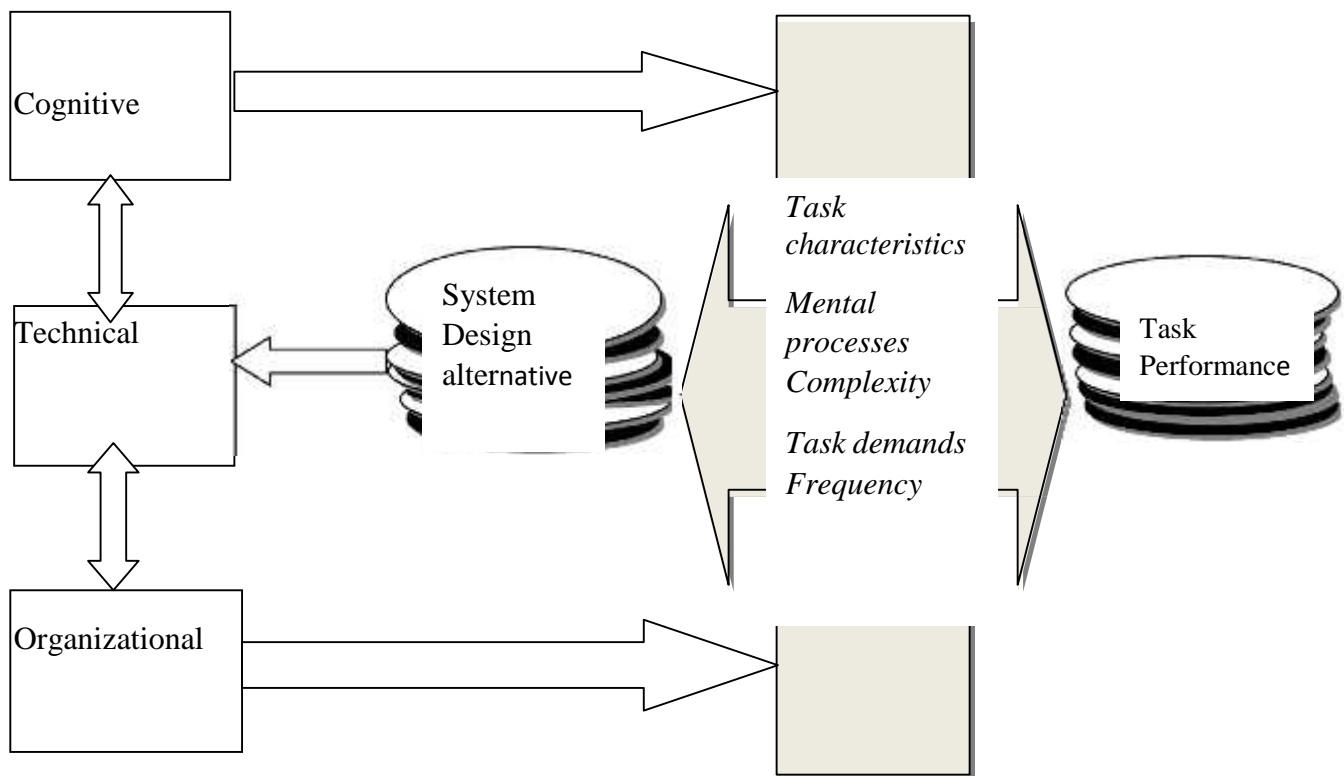 Cognitive
Technical
Organizational
System
Design
alternative
Task
characteristics
Mental
processes
Complexity
Task demands
Frequency
Task
Performance